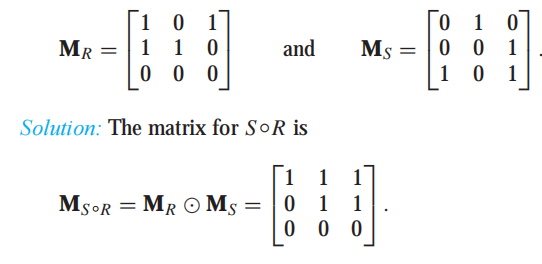 M_R = [1 0 1; 1 1 0; 0 0 0] and M_S = [0 1 0; 0 0 1; 1 0 1].
Solution: The matrix for S∘R is
M_{S∘R} = M_R ⊙ M_S = [1 1 1; 0 1 1; 0 0 0].